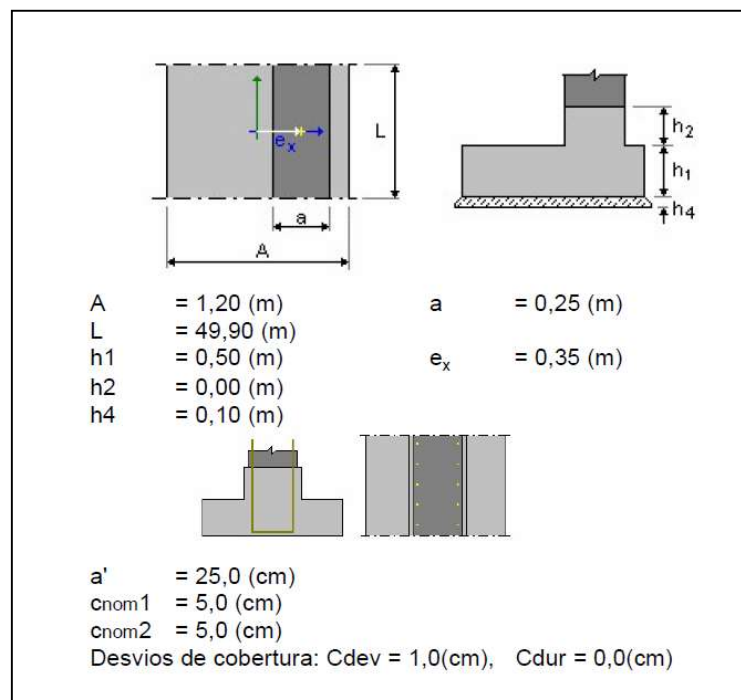 L
e x
a
A
h2
h1
h4
A = 1,20 (m) a = 0,25 (m)
L = 49,90 (m)
h1 = 0,50 (m) ex = 0,35 (m)
h2 = 0,00 (m)
h4 = 0,10 (m)
a' = 25,0 (cm)
cnom1 = 5,0 (cm)
cnom2 = 5,0 (cm)
Desvios de cobertura: Cdev = 1,0(cm), Cdur = 0,0(cm)